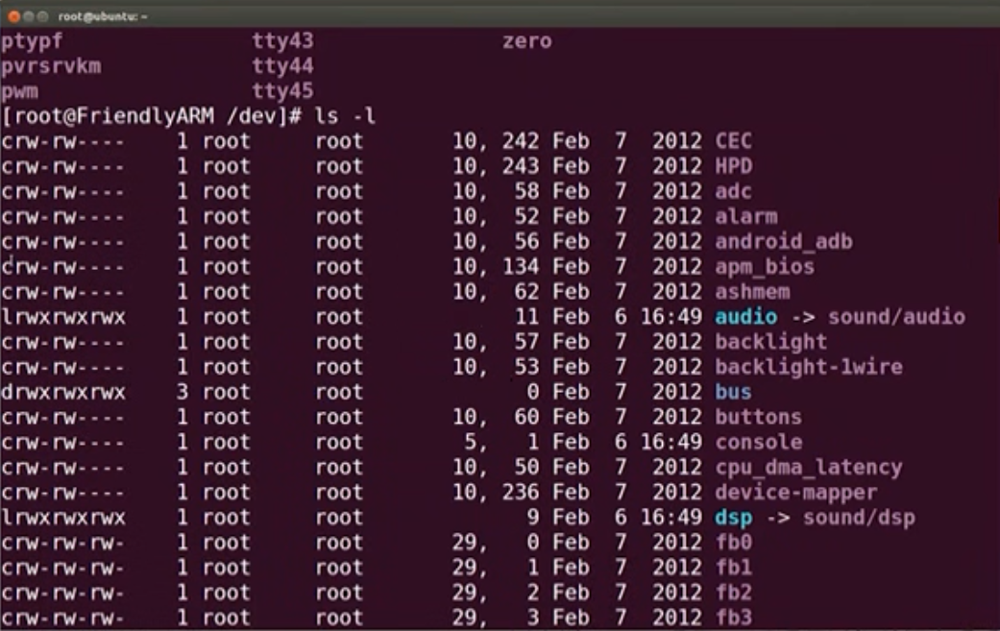 root@ubuntu: ~
ptypf tty43 zero
pvrsrvkm tty44
pwm tty45
[root@FriendlyARM /dev]# ls -l
crw-rw---- 1 root root 10, 242 Feb 7 2012 CEC
crw-rw---- 1 root root 10, 243 Feb 7 2012 HPD
crw-rw---- 1 root root 10, 58 Feb 7 2012 adc
crw-rw---- 1 root root 10, 52 Feb 7 2012 alarm
crw-rw---- 1 root root 10, 56 Feb 7 2012 android_adb
crw-rw---- 1 root root 10, 134 Feb 7 2012 apm_bios
crw-rw---- 1 root root 10, 62 Feb 7 2012 ashmem
lrwxrwxrwx 1 root root 11 Feb 6 16:49 audio -> sound/audio
crw-rw---- 1 root root 10, 57 Feb 7 2012 backlight
crw-rw---- 1 root root 10, 53 Feb 7 2012 backlight-1wire
drwxrwxrwx 3 root root 0 Feb 7 2012 bus
crw-rw---- 1 root root 10, 60 Feb 7 2012 buttons
crw-rw---- 1 root root 5, 1 Feb 6 16:49 console
crw-rw---- 1 root root 10, 50 Feb 7 2012 cpu_dma_latency
crw-rw---- 1 root root 10, 236 Feb 7 2012 device-mapper
lrwxrwxrwx 1 root root 9 Feb 6 16:49 dsp -> sound/dsp
crw-rw-rw- 1 root root 29, 0 Feb 7 2012 fb0
crw-rw-rw- 1 root root 29, 1 Feb 7 2012 fb1
crw-rw-rw- 1 root root 29, 2 Feb 7 2012 fb2
crw-rw-rw- 1 root root 29, 3 Feb 7 2012 fb3